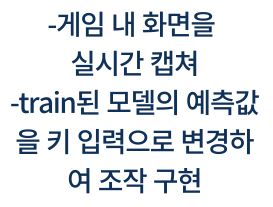 -게임 내 화면을
실시간 캡쳐
-train된 모델의 예측값
을 키 입력으로 변경하
여 조작 구현